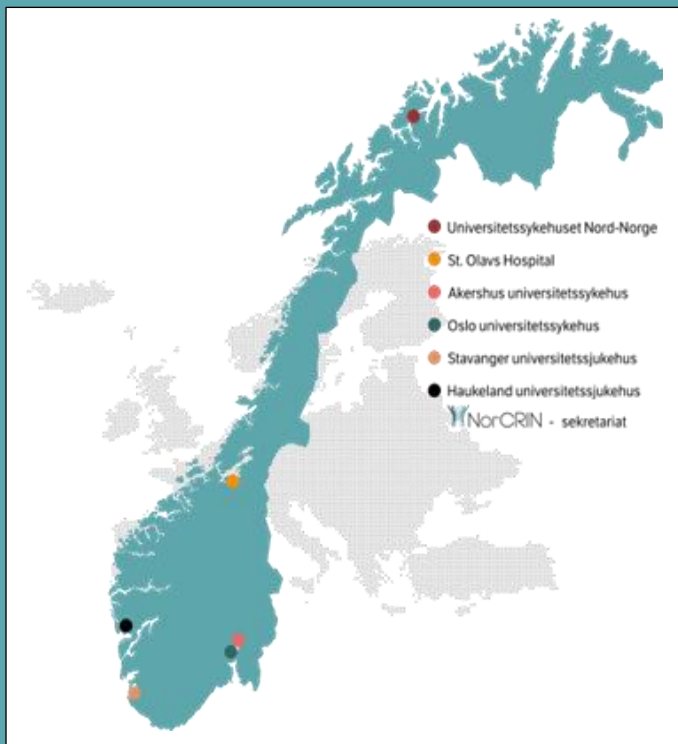 Universitetssykehuset Nord-Norge
St. Olavs Hospital
Akershus universitetssykehus
Oslo universitetssykehus
Stavanger universitetssjukehus
Haukeland universitetssjukehus
NorCRIN - sekretariat